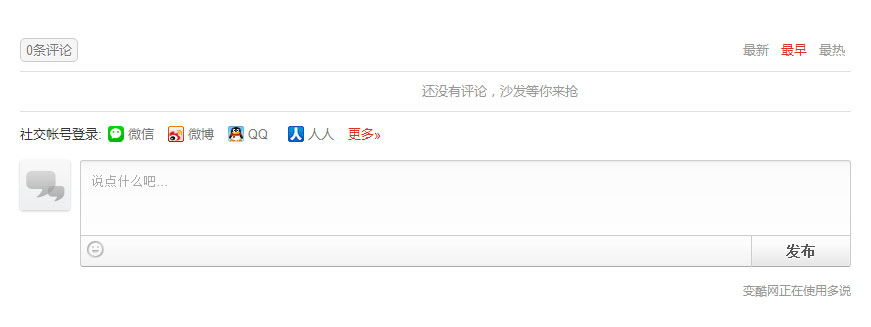 0条评论 最新 最早 最热
还没有评论，沙发等你来抢
社交帐号登录: 微信 微博 QQ 人人 更多»
说点什么吧...
发布
变酷网正在使用多说